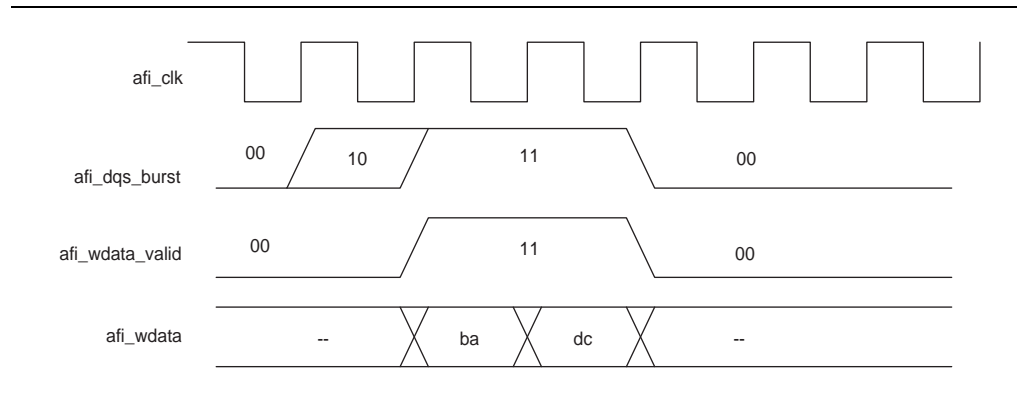 afi_clk
afi_dqs_burst 00 10 11 00
afi_wdata_valid 00 11 00
afi_wdata -- ba dc --